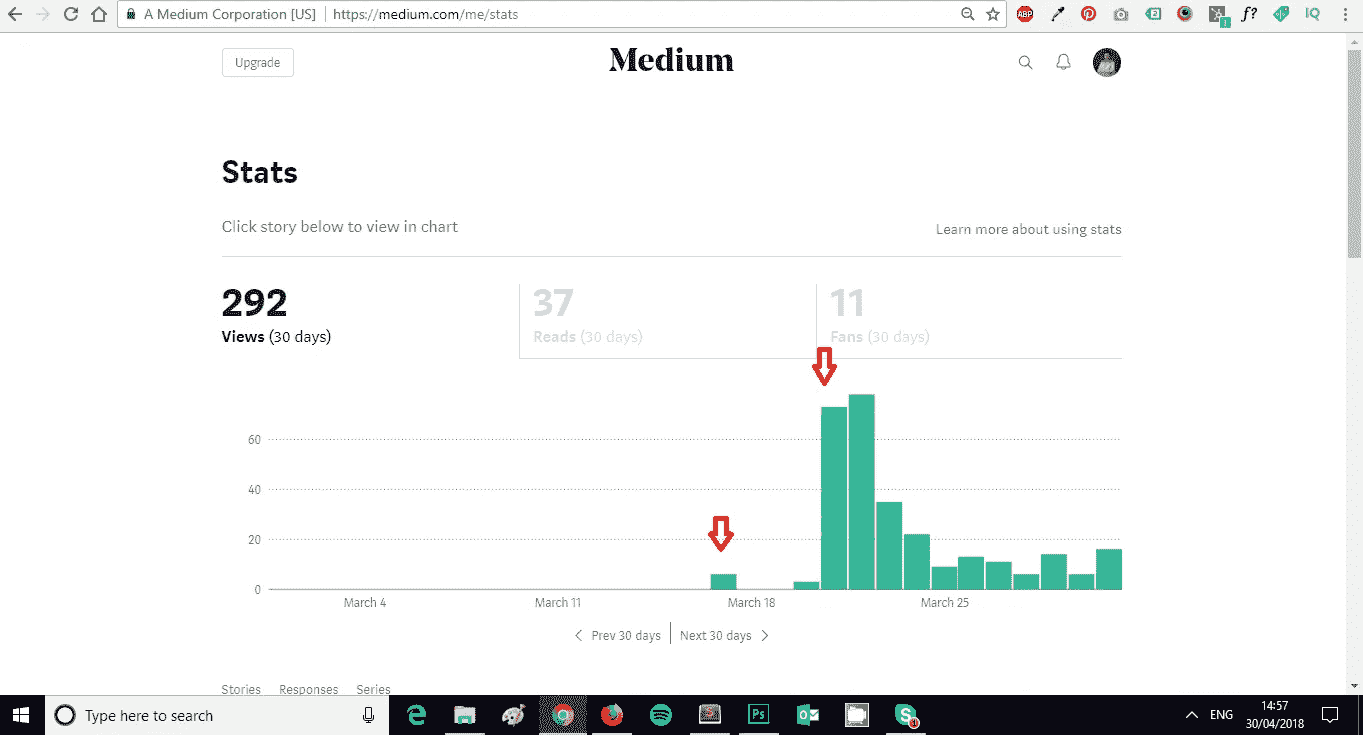 A Medium Corporation [US] https://medium.com/me/stats
ABP 2 1 f? IQ
Upgrade Medium
Stats
Click story below to view in chart
Learn more about using stats
292 37 11
Views (30 days) Reads (30 days) Fans (30 days)
60
40
20
0
March 4 March 11 March 18 March 25
Prev 30 days Next 30 days
Stories Responses Series
Type here to search
Ps
ENG
14:57
30/04/2018